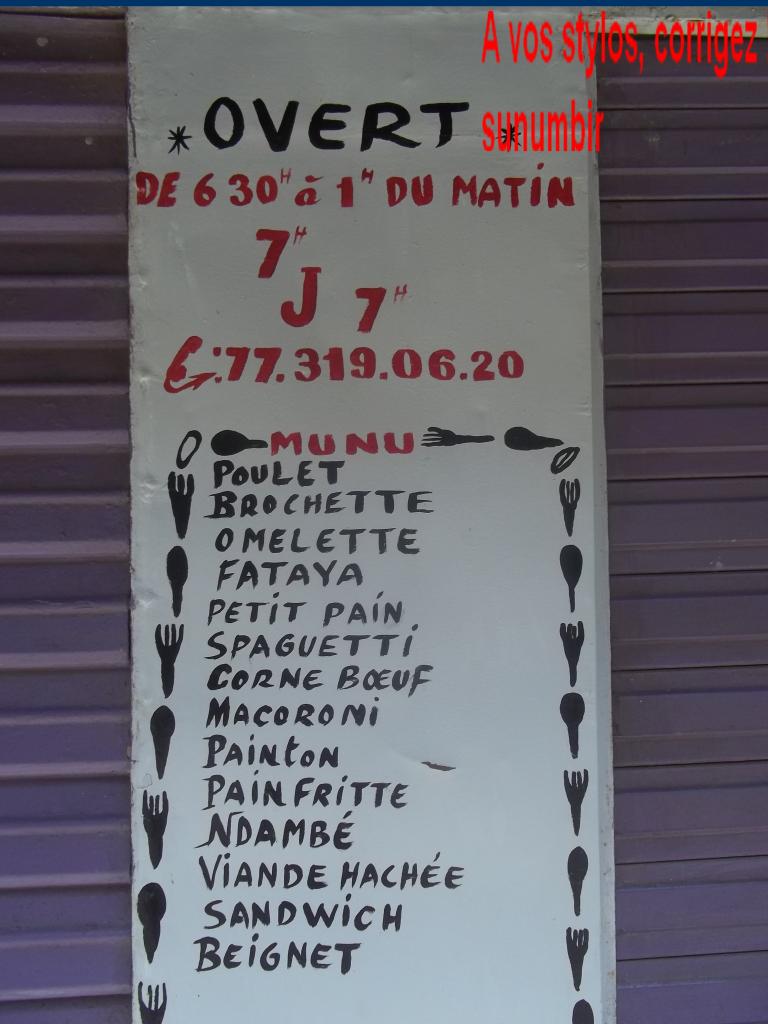 A vos stylos, corrigez
sunumbir
* OVERT *
DE 6 30H à 1H DU MATIN
7H
J 7H
:77.319.06.20
MUNU
POULET
BROCHETTE
OMELETTE
FATAYA
PETIT PAIN
SPAGUETTI
CORNE BŒUF
MACORONI
PAINTON
PAIN FRITTE
NDAMBÉ
VIANDE HACHÉE
SANDWICH
BEIGNET